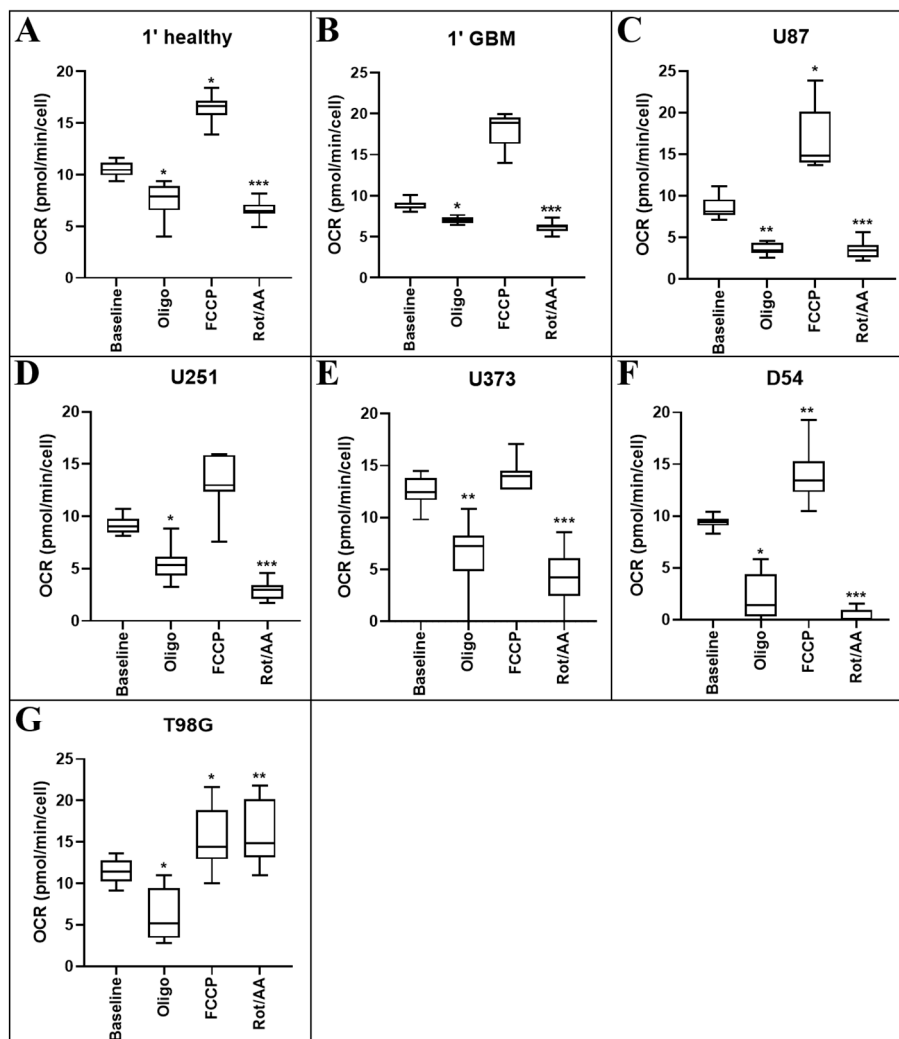 A
1' healthy
OCR (pmol/min/cell)
20
15
10
5
0
*
*
***
Baseline
Oligo
FCCP
Rot/AA
B
1' GBM
OCR (pmol/min/cell)
25
20
15
10
5
0
*
***
Baseline
Oligo
FCCP
Rot/AA
C
U87
OCR (pmol/min/cell)
25
20
15
10
5
0
**
*
***
Baseline
Oligo
FCCP
Rot/AA
D
U251
OCR (pmol/min/cell)
20
15
10
5
0
*
***
Baseline
Oligo
FCCP
Rot/AA
E
U373
OCR (pmol/min/cell)
20
15
10
5
0
**
***
Baseline
Oligo
FCCP
Rot/AA
F
D54
OCR (pmol/min/cell)
20
15
10
5
0
*
**
***
Baseline
Oligo
FCCP
Rot/AA
G
T98G
OCR (pmol/min/cell)
25
20
15
10
5
0
*
*
**
Baseline
Oligo
FCCP
Rot/AA